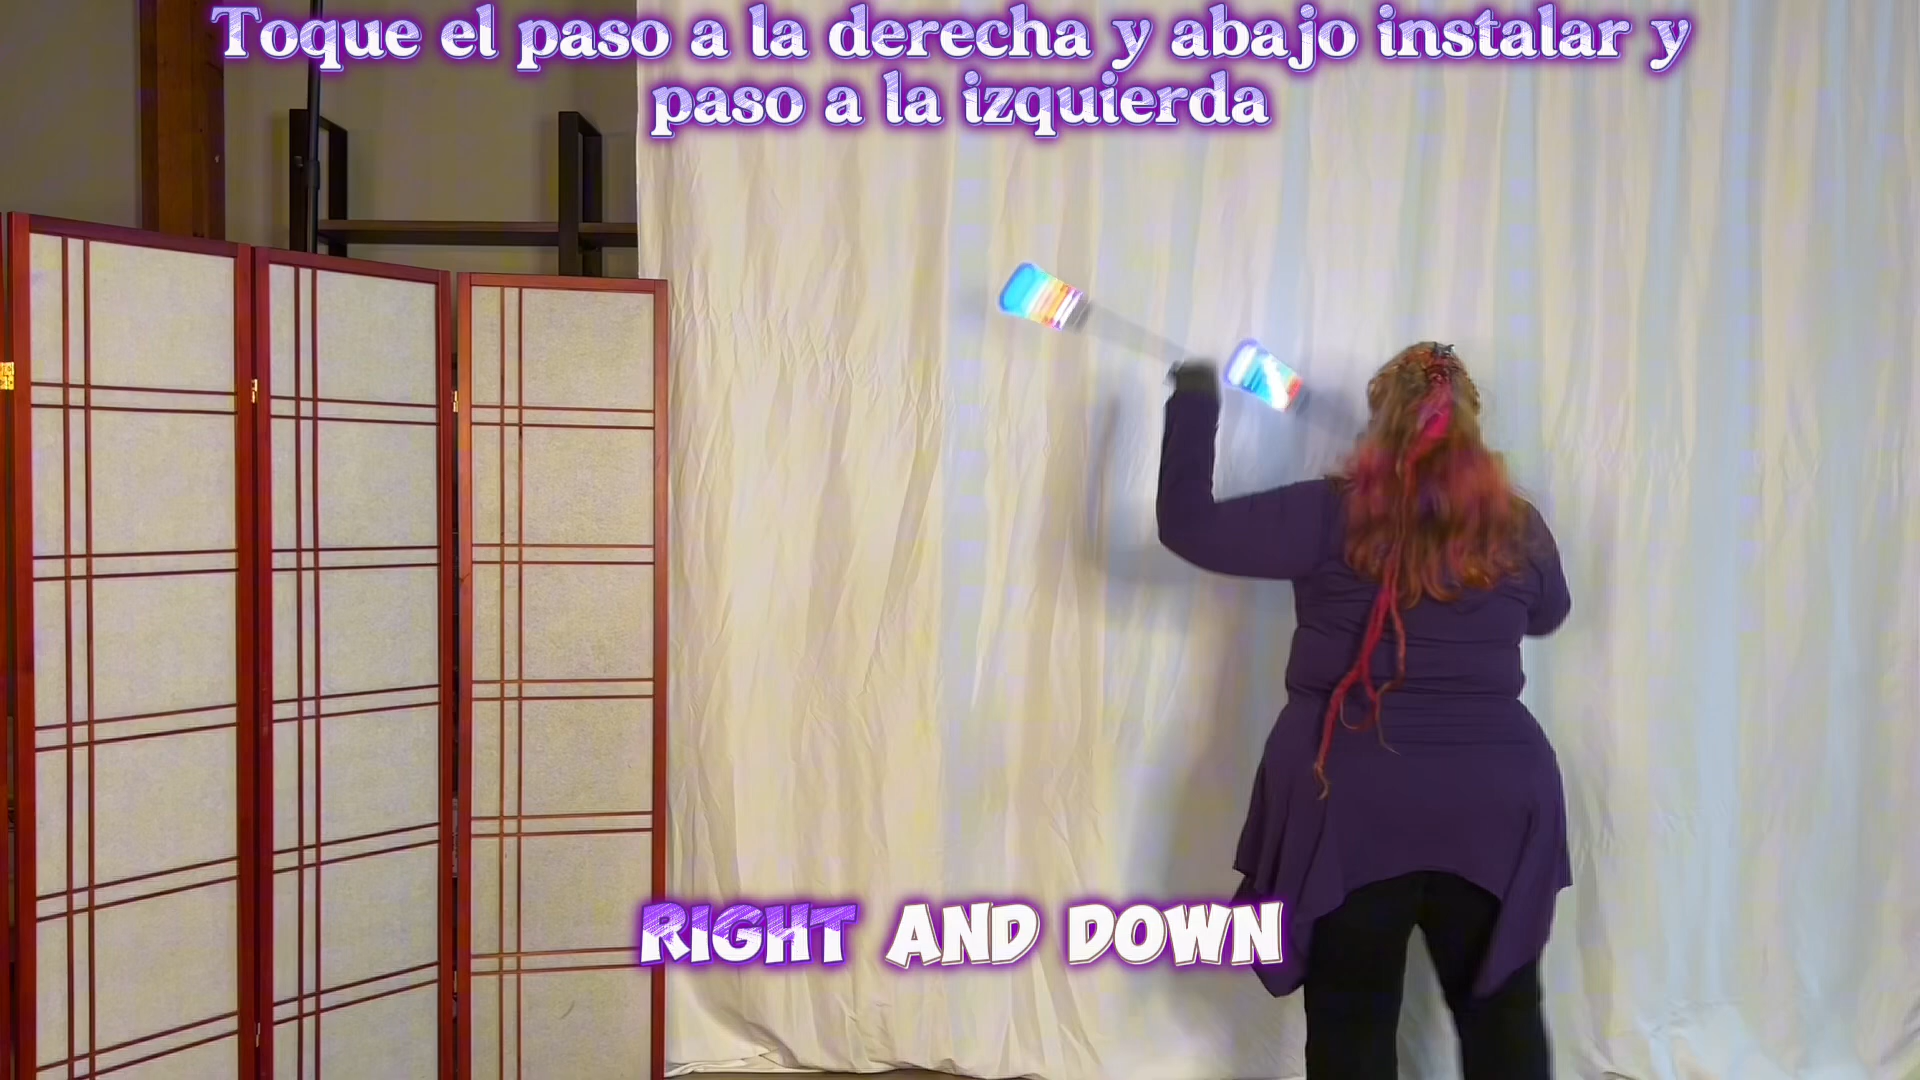 Toque el paso a la derecha y abajo instalar y
paso a la izquierda
RIGHT AND DOWN